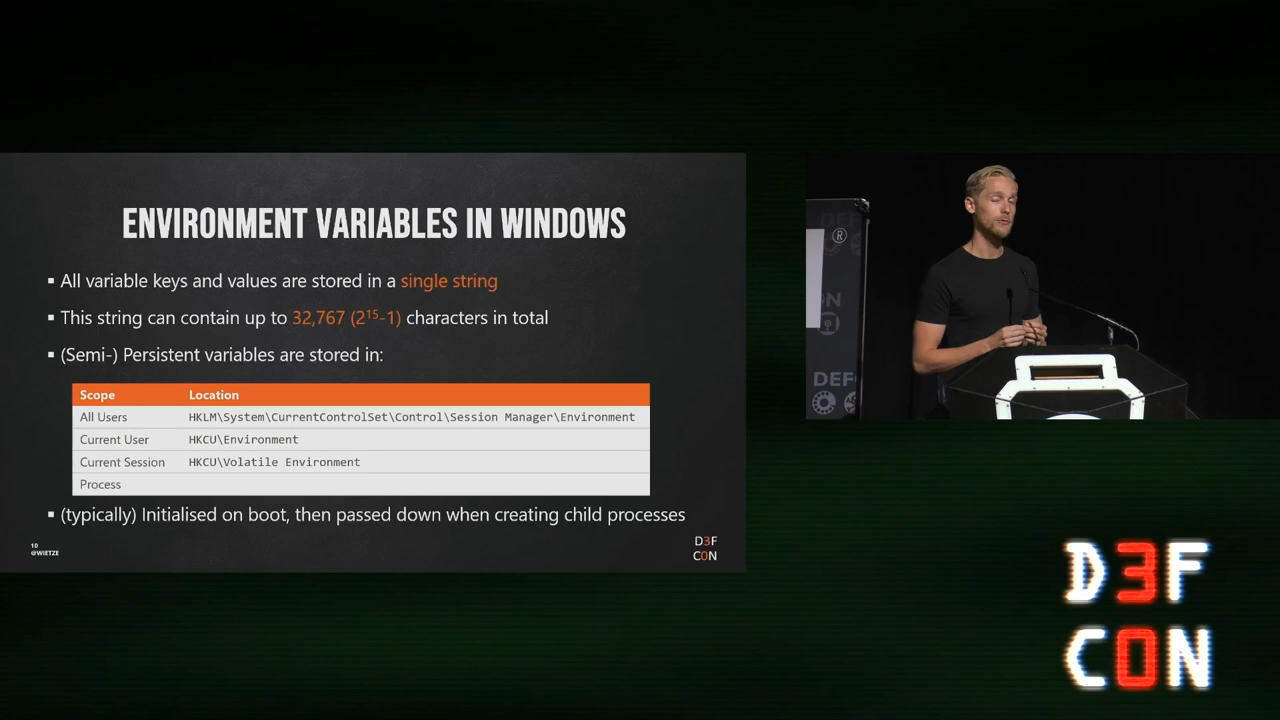 ENVIRONMENT VARIABLES IN WINDOWS
▪ All variable keys and values are stored in a single string
▪ This string can contain up to 32,767 (2¹⁵-1) characters in total
▪ (Semi-) Persistent variables are stored in:
Scope Location
All Users HKLM\System\CurrentControlSet\Control\Session Manager\Environment
Current User HKCU\Environment
Current Session HKCU\Volatile Environment
Process
▪ (typically) Initialised on boot, then passed down when creating child processes
10
@WIETZE
D3F
C0N
DEF
®
ON
DEF
D3F
C0N